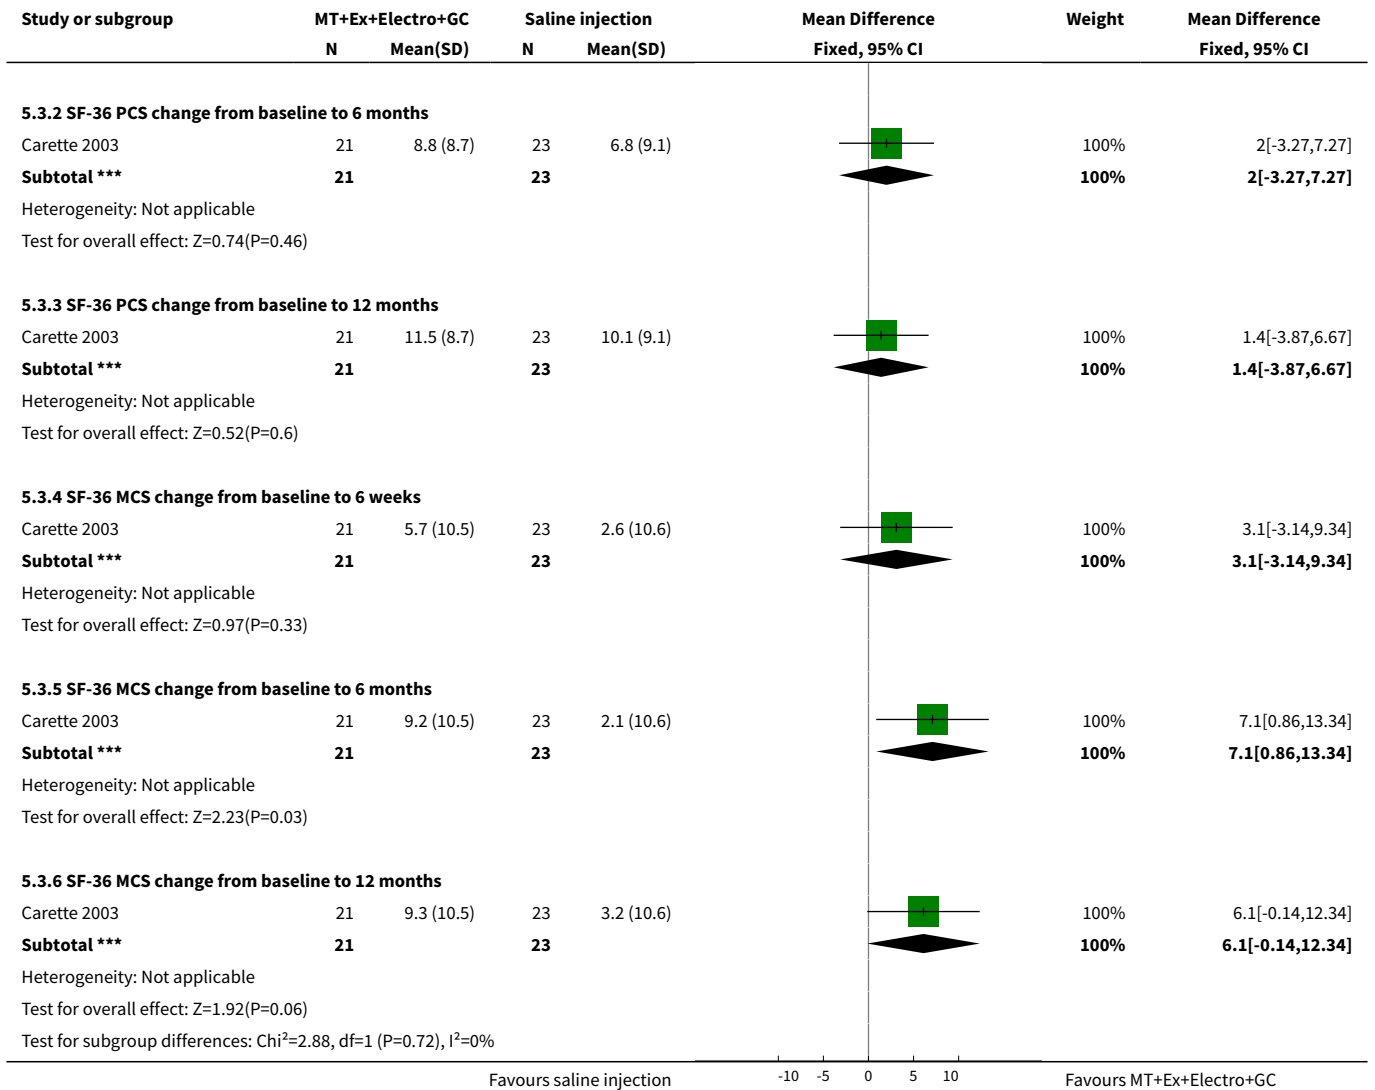 Study or subgroup MT+Ex+Electro+GC Saline injection Mean Difference Weight Mean Difference
N Mean(SD) N Mean(SD) Fixed, 95% CI Fixed, 95% CI
5.3.2 SF-36 PCS change from baseline to 6 months
Carette 2003 21 8.8 (8.7) 23 6.8 (9.1) 100% 2[-3.27,7.27]
Subtotal *** 21 23 100% 2[-3.27,7.27]
Heterogeneity: Not applicable
Test for overall effect: Z=0.74(P=0.46)
5.3.3 SF-36 PCS change from baseline to 12 months
Carette 2003 21 11.5 (8.7) 23 10.1 (9.1) 100% 1.4[-3.87,6.67]
Subtotal *** 21 23 100% 1.4[-3.87,6.67]
Heterogeneity: Not applicable
Test for overall effect: Z=0.52(P=0.6)
5.3.4 SF-36 MCS change from baseline to 6 weeks
Carette 2003 21 5.7 (10.5) 23 2.6 (10.6) 100% 3.1[-3.14,9.34]
Subtotal *** 21 23 100% 3.1[-3.14,9.34]
Heterogeneity: Not applicable
Test for overall effect: Z=0.97(P=0.33)
5.3.5 SF-36 MCS change from baseline to 6 months
Carette 2003 21 9.2 (10.5) 23 2.1 (10.6) 100% 7.1[0.86,13.34]
Subtotal *** 21 23 100% 7.1[0.86,13.34]
Heterogeneity: Not applicable
Test for overall effect: Z=2.23(P=0.03)
5.3.6 SF-36 MCS change from baseline to 12 months
Carette 2003 21 9.3 (10.5) 23 3.2 (10.6) 100% 6.1[-0.14,12.34]
Subtotal *** 21 23 100% 6.1[-0.14,12.34]
Heterogeneity: Not applicable
Test for overall effect: Z=1.92(P=0.06)
Test for subgroup differences: Chi²=2.88, df=1 (P=0.72), I²=0%
Favours saline injection -10 -5 0 5 10 Favours MT+Ex+Electro+GC